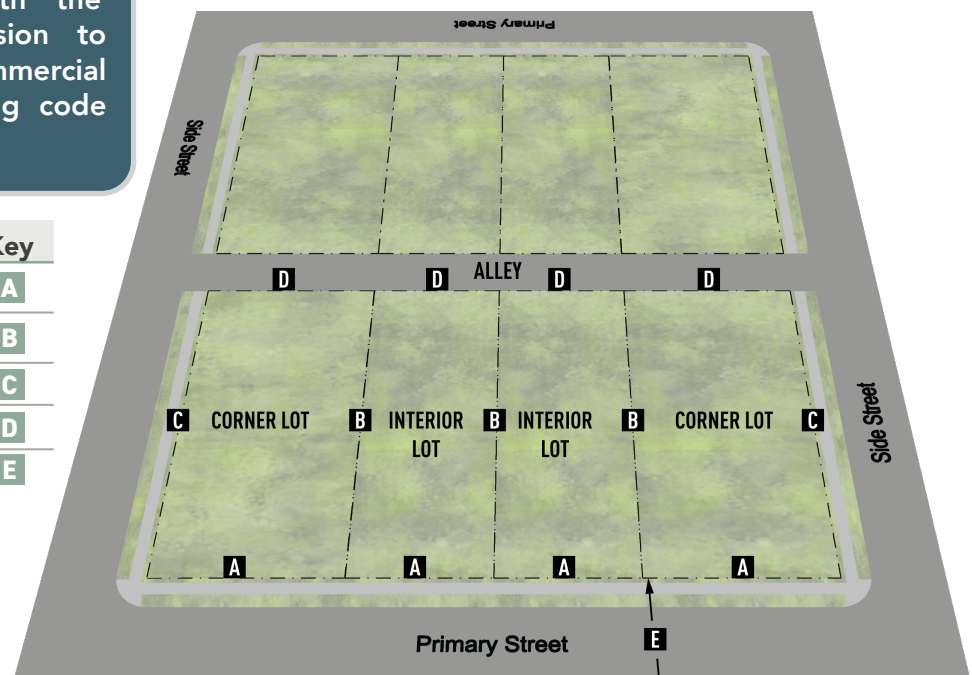 th the
sion to
mmercial
g code
Key
A
B
C
D
E
Primary Street
Side Street
ALLEY
D
D
D
D
C
CORNER LOT
B
INTERIOR
LOT
B
INTERIOR
LOT
B
CORNER LOT
C
Side Street
A
A
A
A
Primary Street
E